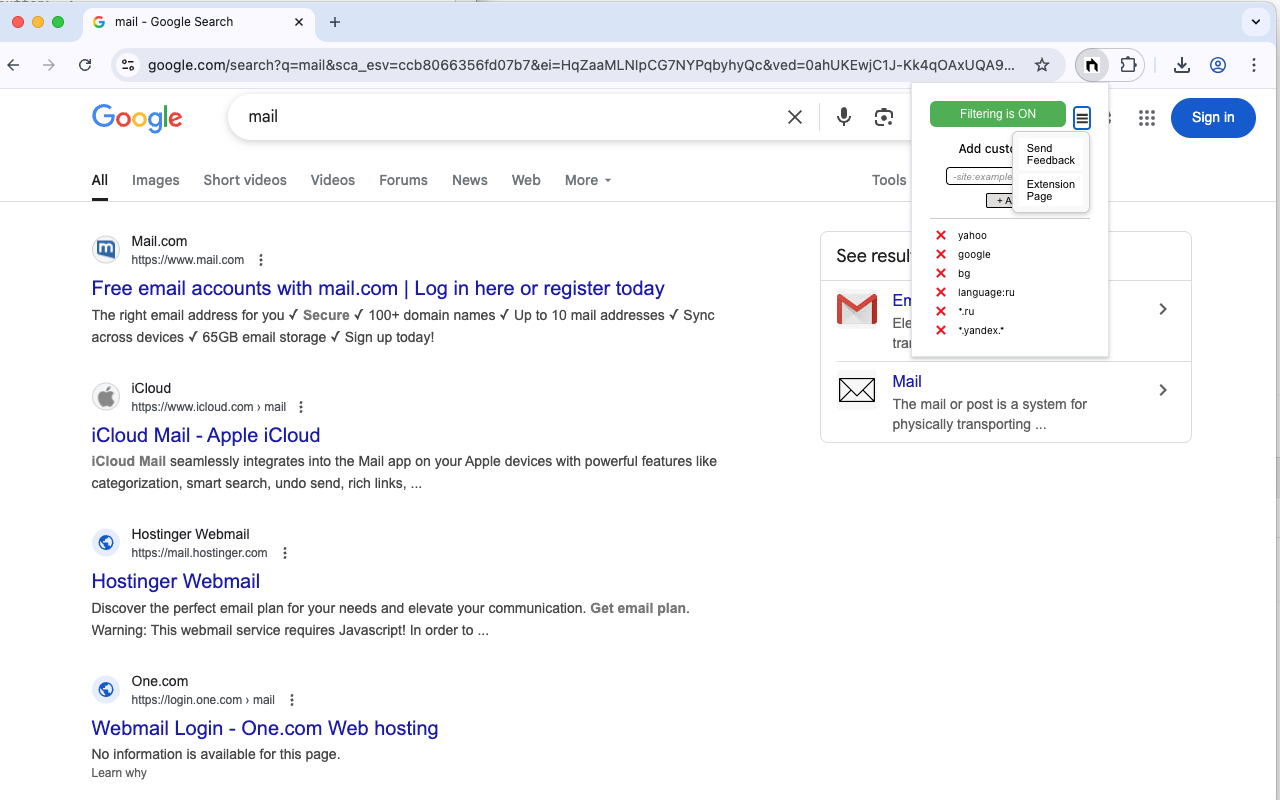 mail - Google Search
google.com/search?q=mail&sca_esv=ccb8066356fd07b7&ei=HqZaaMLNIpCG7NYPqbyhyQc&ved=0ahUKEwjC1J-Kk4qOAxUQA9...
Google
mail
Sign in
Filtering is ON
Add custo
-site:example
+ A
Send
Feedback
Extension
Page
yahoo
google
bg
language:ru
*.ru
*.yandex.*
All
Images
Short videos
Videos
Forums
News
Web
More
Tools
Mail.com
https://www.mail.com
Free email accounts with mail.com | Log in here or register today
The right email address for you ✓ Secure ✓ 100+ domain names ✓ Up to 10 mail addresses ✓ Sync
across devices ✓ 65GB email storage ✓ Sign up today!
iCloud
https://www.icloud.com › mail
iCloud Mail - Apple iCloud
iCloud Mail seamlessly integrates into the Mail app on your Apple devices with powerful features like
categorization, smart search, undo send, rich links, ...
Hostinger Webmail
https://mail.hostinger.com
Hostinger Webmail
Discover the perfect email plan for your needs and elevate your communication. Get email plan.
Warning: This webmail service requires Javascript! In order to ...
One.com
https://login.one.com › mail
Webmail Login - One.com Web hosting
No information is available for this page.
Learn why
See resul
Em
Ele
tra
Mail
The mail or post is a system for
physically transporting ...